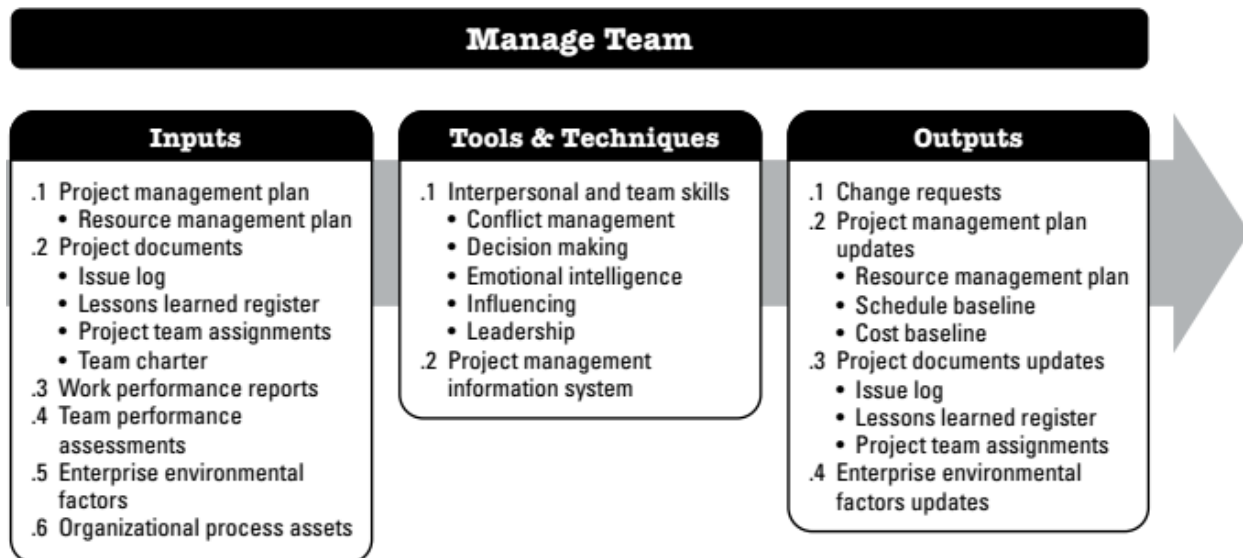 Manage Team
Inputs
.1 Project management plan
• Resource management plan
.2 Project documents
• Issue log
• Lessons learned register
• Project team assignments
• Team charter
.3 Work performance reports
.4 Team performance
assessments
.5 Enterprise environmental
factors
.6 Organizational process assets
Tools & Techniques
.1 Interpersonal and team skills
• Conflict management
• Decision making
• Emotional intelligence
• Influencing
• Leadership
.2 Project management
information system
Outputs
.1 Change requests
.2 Project management plan
updates
• Resource management plan
• Schedule baseline
• Cost baseline
.3 Project documents updates
• Issue log
• Lessons learned register
• Project team assignments
.4 Enterprise environmental
factors updates